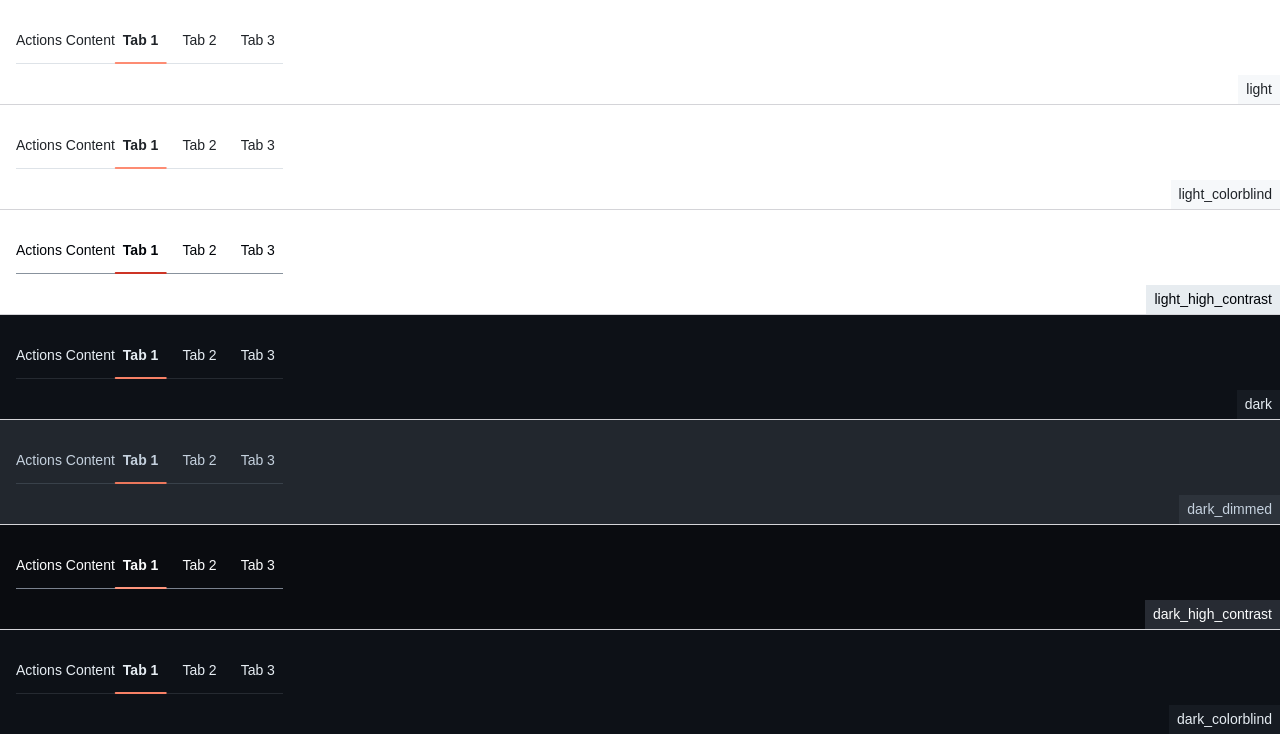 Actions Content Tab 1 Tab 2 Tab 3
light
Actions Content Tab 1 Tab 2 Tab 3
light_colorblind
Actions Content Tab 1 Tab 2 Tab 3
light_high_contrast
Actions Content Tab 1 Tab 2 Tab 3
dark
Actions Content Tab 1 Tab 2 Tab 3
dark_dimmed
Actions Content Tab 1 Tab 2 Tab 3
dark_high_contrast
Actions Content Tab 1 Tab 2 Tab 3
dark_colorblind